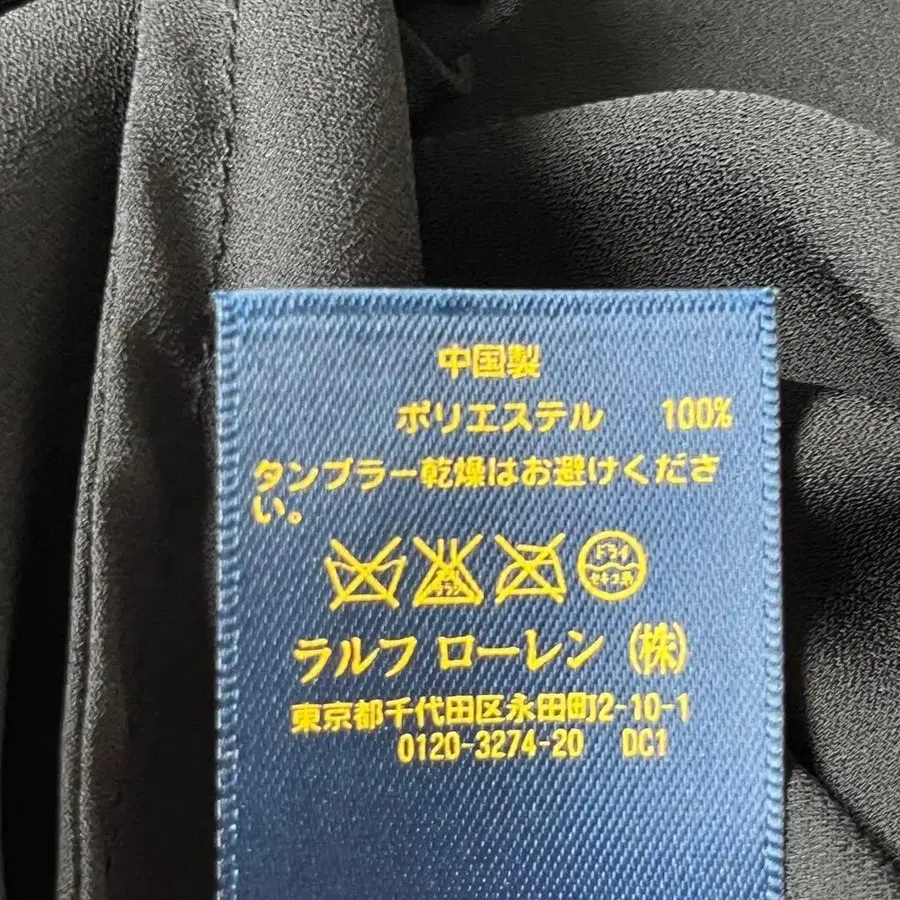 中国製
ポリエステル 100%
タンブラー乾燥はお避けくださ
い。
ドライ
セキユ系
ラルフ ローレン (株)
東京都千代田区永田町2-10-1
0120-3274-20 DC1